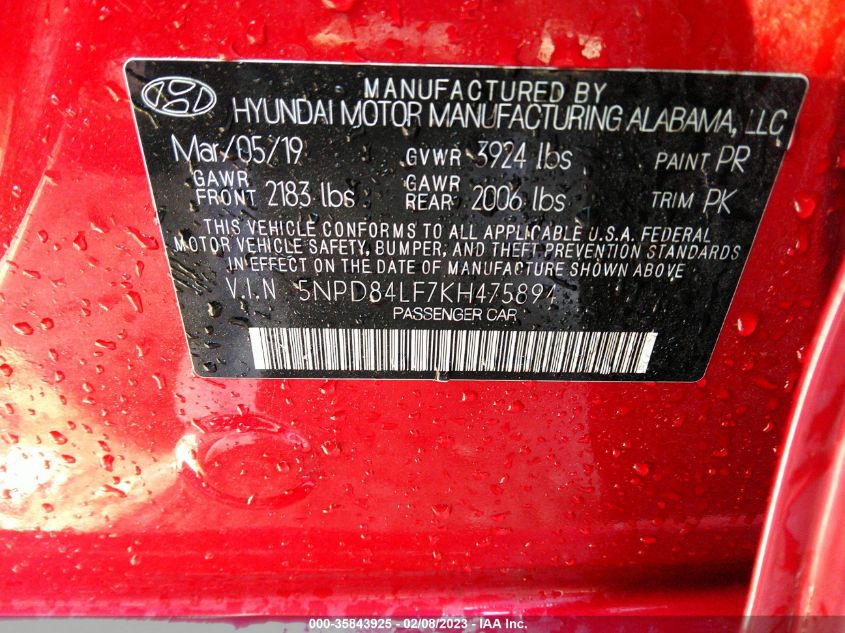 MANUFACTURED BY
HYUNDAI MOTOR MANUFACTURING ALABAMA, LLC
Mar/05/19 GVWR 3924 lbs PAINT PR
GAWR FRONT 2183 lbs GAWR REAR 2006 lbs TRIM PK
THIS VEHICLE CONFORMS TO ALL APPLICABLE U.S.A. FEDERAL
MOTOR VEHICLE SAFETY, BUMPER, AND THEFT PREVENTION STANDARDS
IN EFFECT ON THE DATE OF MANUFACTURE SHOWN ABOVE
V.I.N 5NPD84LF7KH475894
PASSENGER CAR
000-35843925 - 02/08/2023 - IAA Inc.